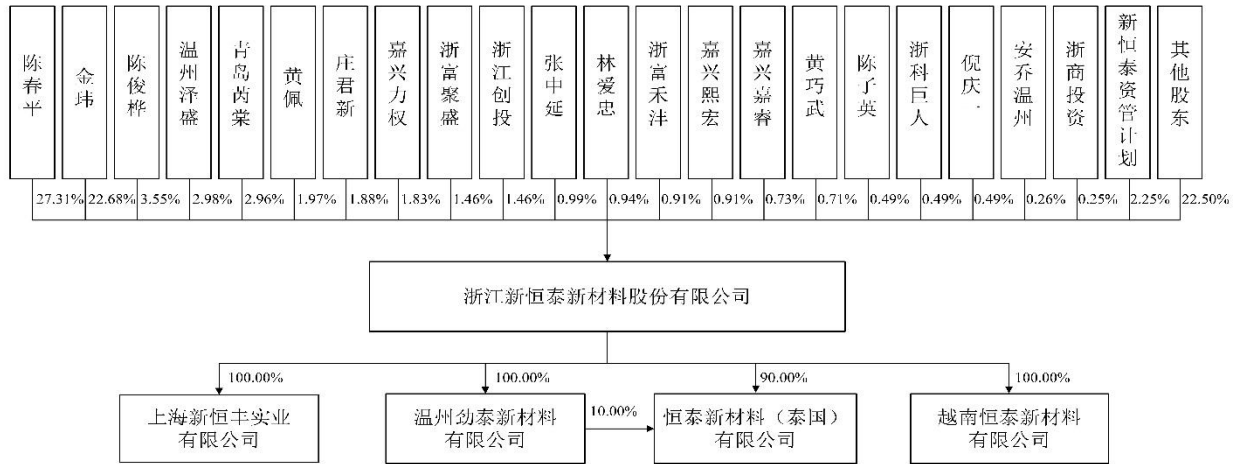 陈春平
金玮
陈俊桦
温州泽盛
青岛芮棠
黄佩
庄君新
嘉兴力权
浙富聚盛
浙江创投
张中延
林爱忠
浙富禾沣
嘉兴熙宏
嘉兴嘉睿
黄巧武
陈子英
浙科巨人
倪庆一
安乔温州
浙商投资
新恒泰资管计划
其他股东
27.31% 22.68% 3.55% 2.98% 2.96% 1.97% 1.88% 1.83% 1.46% 1.46% 0.99% 0.94% 0.91% 0.91% 0.73% 0.71% 0.49% 0.49% 0.49% 0.26% 0.25% 2.25% 22.50%
浙江新恒泰新材料股份有限公司
100.00% 100.00% 90.00% 100.00%
上海新恒丰实业
有限公司
温州劲泰新材料
有限公司
10.00%
恒泰新材料（泰国）
有限公司
越南恒泰新材料
有限公司